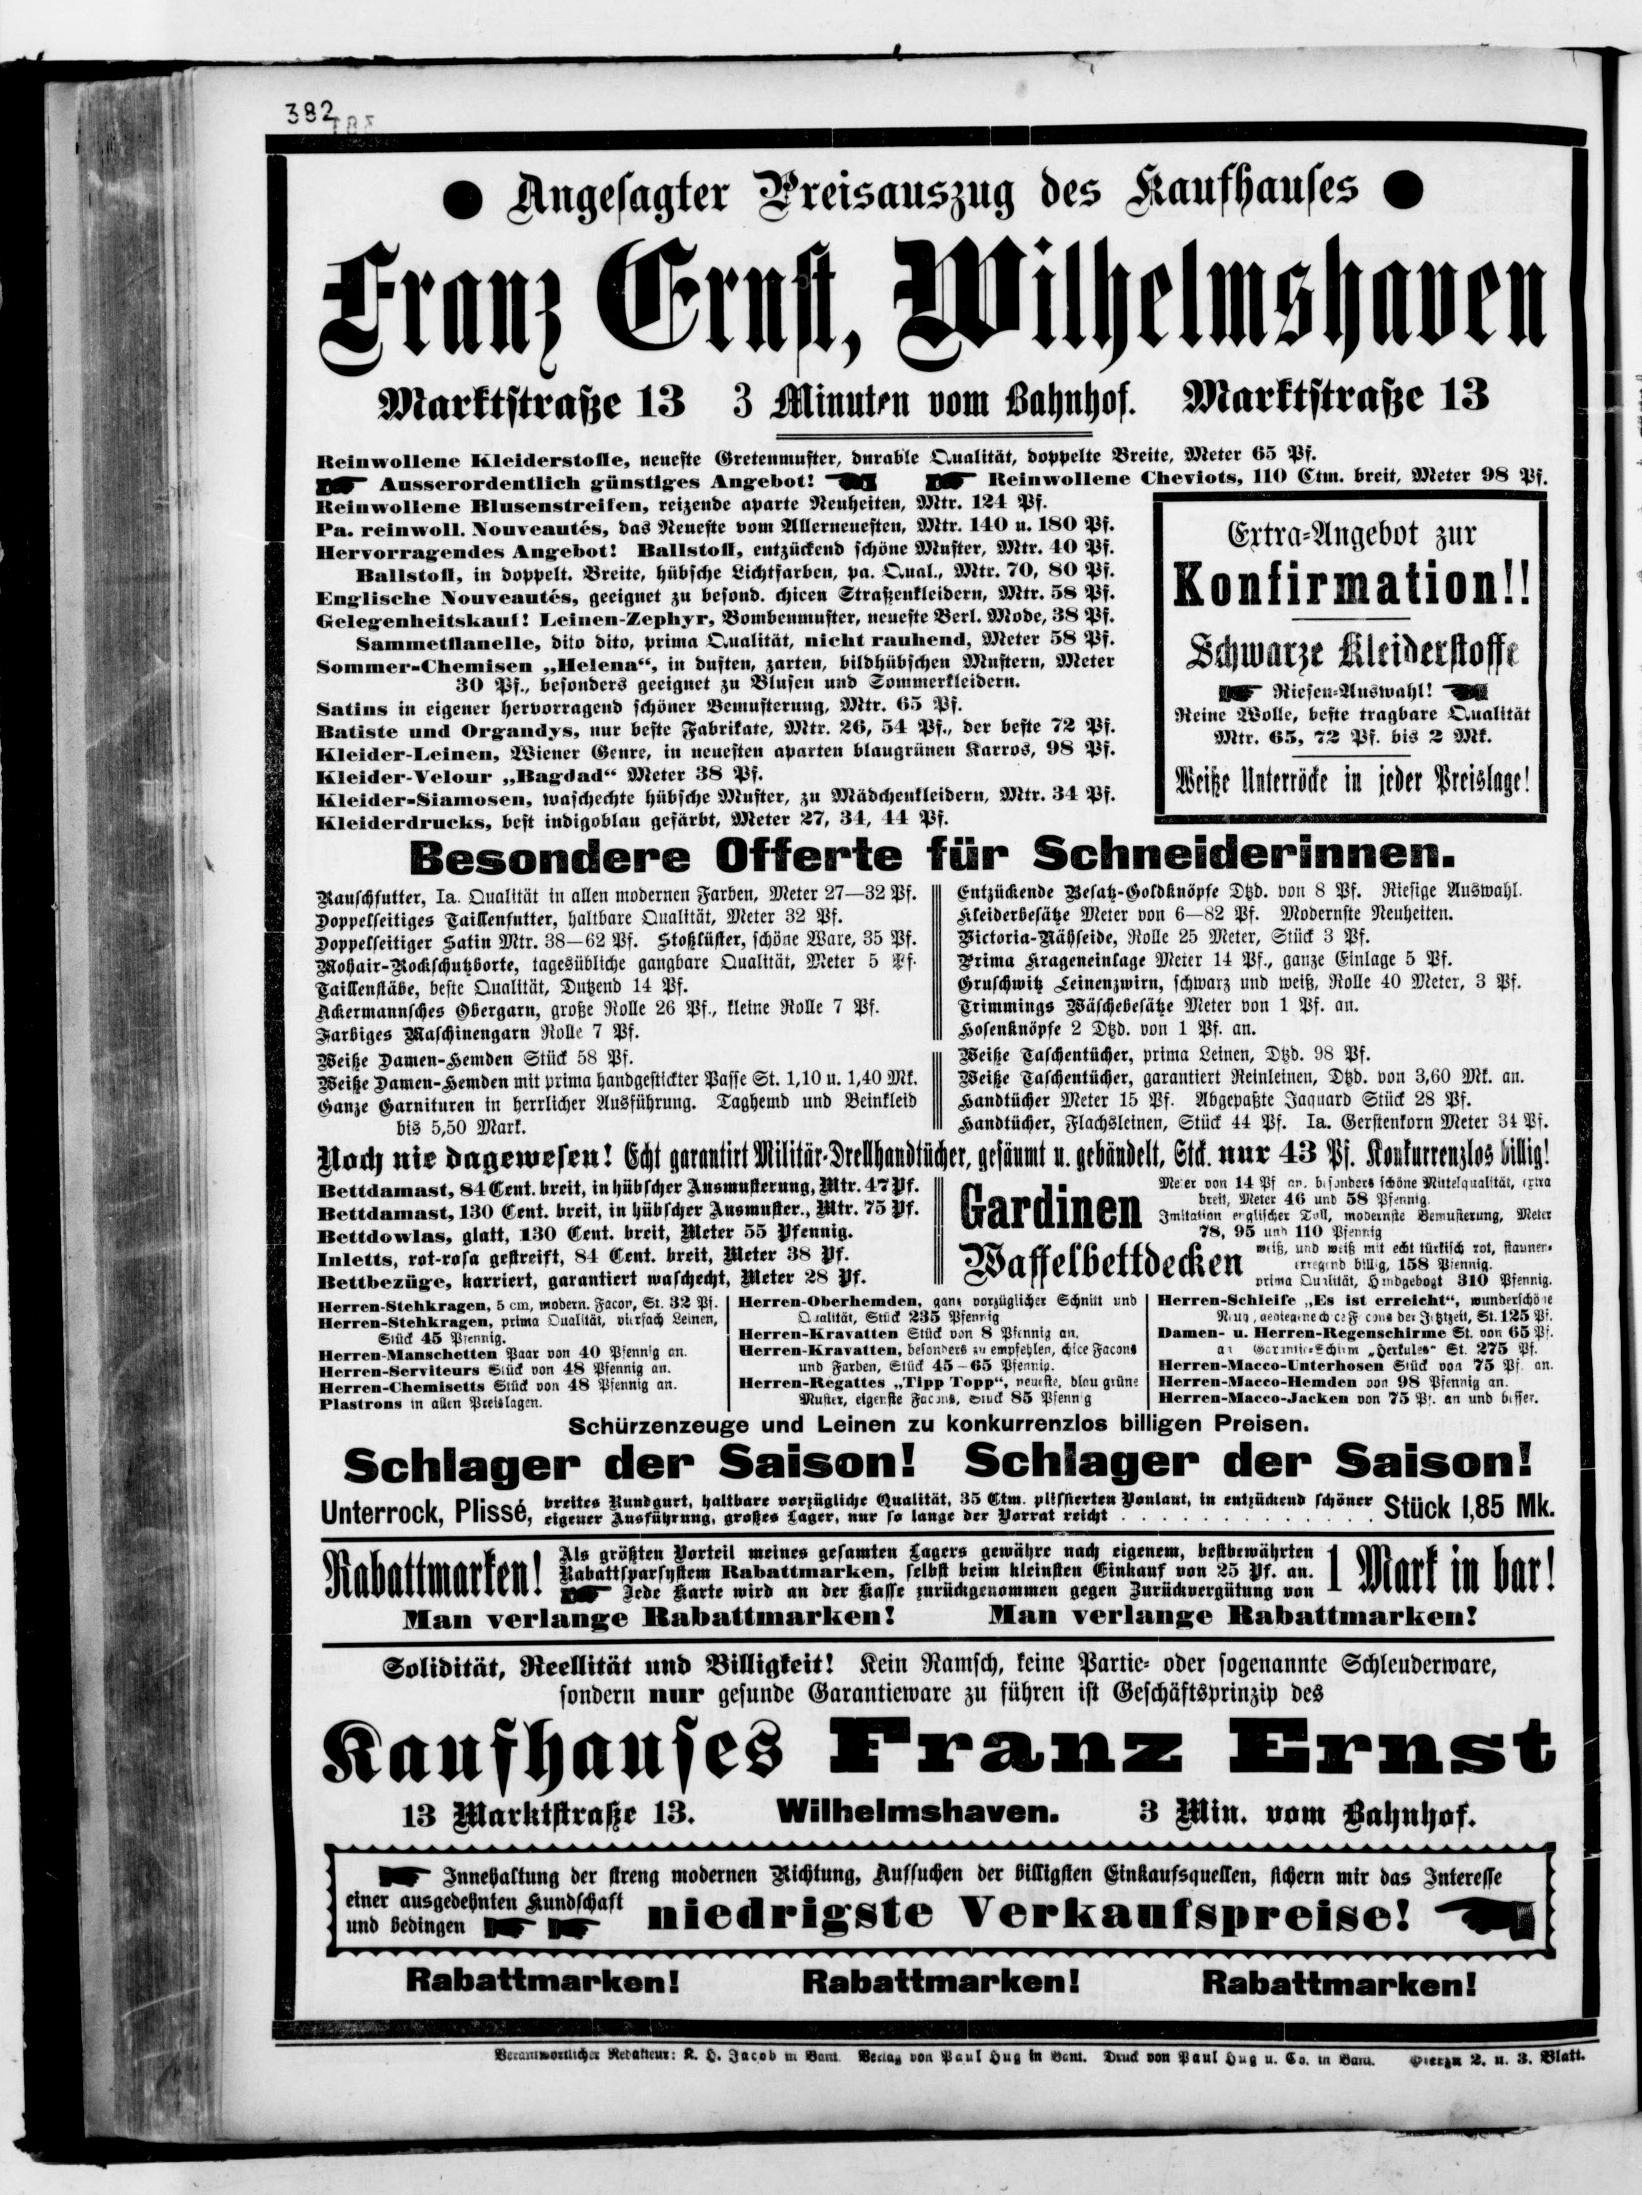 382
Angesagter Preisauszug des Kaufhauses
Franz Ernst, Wilhelmshaven
Marktstraße 13 3 Minuten vom Bahnhof. Marktstraße 13
Reinwollene Kleiderstoffe, neueste Gretenmuster, durable Qualität, doppelte Breite, Meter 65 Pf.
Ausserordentlich günstiges Angebot! Reinwollene Cheviots, 110 Ctm. breit, Meter 98 Pf.
Reinwollene Blusenstreifen, reizende aparte Neuheiten, Mtr. 124 Pf.
Pa. reinwoll. Nouveautés, das Neueste vom Allerneuesten, Mtr. 140 u. 180 Pf.
Hervorragendes Angebot! Ballstoff, entzückend schöne Muster, Mtr. 40 Pf.
Ballstoff, in doppelt. Breite, hübsche Lichtfarben, pa. Qual., Mtr. 70, 80 Pf.
Englische Nouveautés, geeignet zu besond. chicen Straßenkleidern, Mtr. 58 Pf.
Gelegenheitskauf! Leinen-Zephyr, Bombenmuster, neueste Berl. Mode, 38 Pf.
Sammetflanelle, dito dito, prima Qualität, nicht rauhend, Meter 58 Pf.
Sommer-Chemisen „Helena“, in duften, zarten, bildhübschen Mustern, Meter
30 Pf., besonders geeignet zu Blusen und Sommerkleidern.
Satins in eigener hervorragend schöner Bemusterung, Mtr. 65 Pf.
Batiste und Organdys, nur beste Fabrikate, Mtr. 26, 54 Pf., der beste 72 Pf.
Kleider-Leinen, Wiener Genre, in neuesten aparten blaugrünen Karros, 98 Pf.
Kleider-Velour „Bagdad“ Meter 38 Pf.
Kleider-Siamosen, waschechte hübsche Muster, zu Mädchenkleidern, Mtr. 34 Pf.
Kleiderdrucks, best indigoblau gefärbt, Meter 27, 34, 44 Pf.
Extra-Angebot zur
Konfirmation!!
Schwarze Kleiderstoffe
Riesen-Auswahl!
Reine Wolle, beste tragbare Qualität
Mtr. 65, 72 Pf. bis 2 Mk.
Weiße Unterröcke in jeder Preislage!
Besondere Offerte für Schneiderinnen.
Rauschfutter, Ia. Qualität in allen modernen Farben, Meter 27—32 Pf.
Doppelseitiges Taillenfutter, haltbare Qualität, Meter 32 Pf.
Doppelseitiger Satin Mtr. 38—62 Pf. Stoßlüster, schöne Ware, 35 Pf.
Mohair-Rockschutzborte, tagesübliche gangbare Qualität, Meter 5 Pf.
Taillenstäbe, beste Qualität, Dutzend 14 Pf.
Ackermannsches Obergarn, große Rolle 26 Pf., kleine Rolle 7 Pf.
Farbiges Maschinengarn Rolle 7 Pf.
Weiße Damen-Hemden Stück 58 Pf.
Weiße Damen-Hemden mit prima handgestickter Passe St. 1,10 u. 1,40 Mk.
Ganze Garnituren in herrlicher Ausführung. Taghemd und Beinkleid
bis 5,50 Mark.
Entzückende Besatz-Goldknöpfe Dtzd. von 8 Pf. Riesige Auswahl.
Kleiderbesätze Meter von 6—82 Pf. Modernste Neuheiten.
Victoria-Nähseide, Rolle 25 Meter, Stück 3 Pf.
Prima Krageneinlage Meter 14 Pf., ganze Einlage 5 Pf.
Gruschwitz Leinenzwirn, schwarz und weiß, Rolle 40 Meter, 3 Pf.
Trimmings Wäschebesätze Meter von 1 Pf. an.
Hosenknöpfe 2 Dtzd. von 1 Pf. an.
Weiße Taschentücher, prima Leinen, Dtzd. 98 Pf.
Weiße Taschentücher, garantiert Reinleinen, Dtzd. von 3,60 Mk. an.
Handtücher Meter 15 Pf. Abgepaßte Jaquard Stück 28 Pf.
Handtücher, Flachsleinen, Stück 44 Pf. Ia. Gerstenkorn Meter 34 Pf.
Noch nie dagewesen! Echt garantirt Militär-Drellhandtücher, gesäumt u. gebändelt, Stck. nur 43 Pf. Konkurrenzlos billig!
Bettdamast, 84 Cent. breit, in hübscher Ausmusterung, Mtr. 47 Pf.
Bettdamast, 130 Cent. breit, in hübscher Ausmuster., Mtr. 75 Pf.
Bettdowlas, glatt, 130 Cent. breit, Meter 55 Pfennig.
Inletts, rot-rosa gestreift, 84 Cent. breit, Meter 38 Pf.
Bettbezüge, karriert, garantiert waschecht, Meter 28 Pf.
Gardinen Meter von 14 Pf an. besonders schöne Mittelqualität, extra
breit, Meter 46 und 58 Pfennig.
Imitation englischer Tüll, modernste Bemusterung, Meter
78, 95 und 110 Pfennig
Waffelbettdecken weiß, und weiß mit echt türkisch rot, staunen-
erregend billig, 158 Pfennig.
prima Qualität, Handgebogt 310 Pfennig.
Herren-Stehkragen, 5 cm, modern. Facon, St. 32 Pf.
Herren-Stehkragen, prima Qualität, vierfach Leinen,
Stück 45 Pfennig.
Herren-Manschetten Paar von 40 Pfennig an.
Herren-Serviteurs Stück von 48 Pfennig an.
Herren-Chemisetts Stück von 48 Pfennig an.
Plastrons in allen Preislagen.
Herren-Oberhemden, ganz vorzüglicher Schnitt und
Qualität, Stück 235 Pfennig
Herren-Kravatten Stück von 8 Pfennig an.
Herren-Kravatten, besonders zu empfehlen, chice Facons
und Farben, Stück 45—65 Pfennig.
Herren-Regattes „Tipp Topp“, neueste, blau grüne
Muster, eigenste Facons, Stück 85 Pfennig
Herren-Schleife „Es ist erreicht“, wunderschöne
der Jetztzeit, St. 125 Pf.
Damen- u. Herren-Regenschirme St. von 65 Pf.
an Garantie-Schirm „Herkules“ St. 275 Pf.
Herren-Macco-Unterhosen Stück von 75 Pf. an.
Herren-Macco-Hemden von 98 Pfennig an.
Herren-Macco-Jacken von 75 Pf. an und besser.
Schürzenzeuge und Leinen zu konkurrenzlos billigen Preisen.
Schlager der Saison! Schlager der Saison!
Unterrock, Plissé, breites Rundgurt, haltbare vorzügliche Qualität, 35 Ctm. plissierten Voulant, in entzückend schöner
eigener Ausführung, großes Lager, nur so lange der Vorrat reicht . . . . . . . . . . . . . Stück 1,85 Mk.
Rabattmarken! Als größten Vorteil meines gesamten Lagers gewähre nach eigenem, bestbewährten
Rabattsparsystem Rabattmarken, selbst beim kleinsten Einkauf von 25 Pf. an.
Jede Karte wird an der Kasse zurückgenommen gegen Zurückvergütung von 1 Mark in bar!
Man verlange Rabattmarken! Man verlange Rabattmarken!
Solidität, Reellität und Billigkeit! Kein Ramsch, keine Partie- oder sogenannte Schleuderware,
sondern nur gesunde Garantieware zu führen ist Geschäftsprinzip des
Kaufhauses Franz Ernst
13 Marktstraße 13. Wilhelmshaven. 3 Min. vom Bahnhof.
Innehaltung der streng modernen Richtung, Aufsuchen der billigsten Einkaufsquellen, sichern mir das Interesse
einer ausgedehnten Kundschaft
und bedingen niedrigste Verkaufspreise!
Rabattmarken! Rabattmarken! Rabattmarken!
Verantwortlicher Redakteur: K. H. Jacob in Bant. Verlag von Paul Hug in Bant. Druck von Paul Hug u. Co. in Bant. Hierzu 2. u. 3. Blatt.